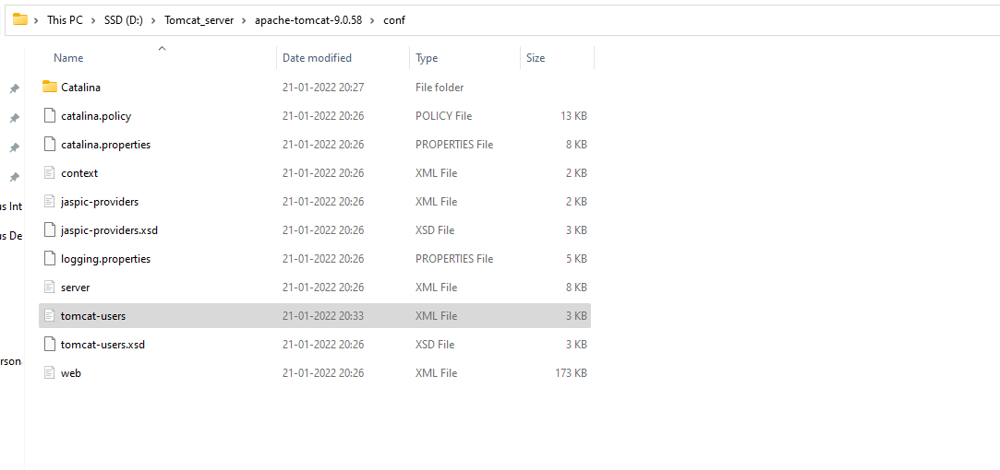 This PC > SSD (D:) > Tomcat_server > apache-tomcat-9.0.58 > conf
Name Date modified Type Size
Catalina 21-01-2022 20:27 File folder
catalina.policy 21-01-2022 20:26 POLICY File 13 KB
catalina.properties 21-01-2022 20:26 PROPERTIES File 8 KB
context 21-01-2022 20:26 XML File 2 KB
jaspic-providers 21-01-2022 20:26 XML File 2 KB
us Int
jaspic-providers.xsd 21-01-2022 20:26 XSD File 3 KB
us De
logging.properties 21-01-2022 20:26 PROPERTIES File 5 KB
server 21-01-2022 20:26 XML File 8 KB
tomcat-users 21-01-2022 20:33 XML File 3 KB
tomcat-users.xsd 21-01-2022 20:26 XSD File 3 KB
rson
web 21-01-2022 20:26 XML File 173 KB